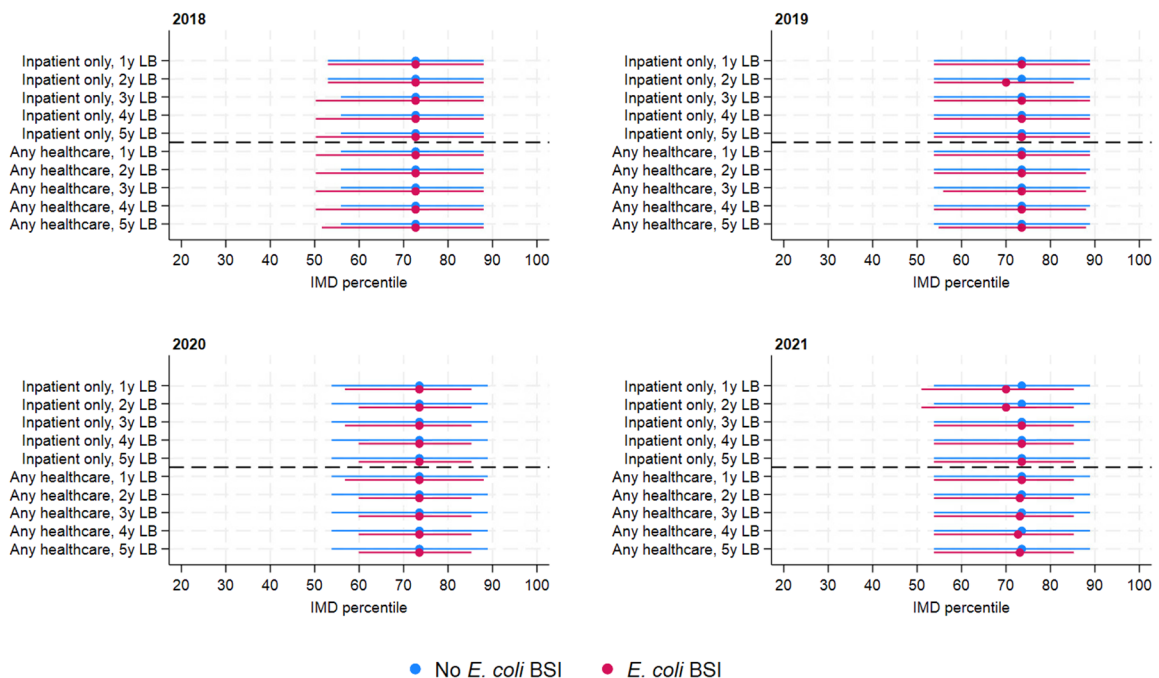 2018
Inpatient only, 1y LB
Inpatient only, 2y LB
Inpatient only, 3y LB
Inpatient only, 4y LB
Inpatient only, 5y LB
Any healthcare, 1y LB
Any healthcare, 2y LB
Any healthcare, 3y LB
Any healthcare, 4y LB
Any healthcare, 5y LB
20 30 40 50 60 70 80 90 100
IMD percentile
2019
Inpatient only, 1y LB
Inpatient only, 2y LB
Inpatient only, 3y LB
Inpatient only, 4y LB
Inpatient only, 5y LB
Any healthcare, 1y LB
Any healthcare, 2y LB
Any healthcare, 3y LB
Any healthcare, 4y LB
Any healthcare, 5y LB
20 30 40 50 60 70 80 90 100
IMD percentile
2020
Inpatient only, 1y LB
Inpatient only, 2y LB
Inpatient only, 3y LB
Inpatient only, 4y LB
Inpatient only, 5y LB
Any healthcare, 1y LB
Any healthcare, 2y LB
Any healthcare, 3y LB
Any healthcare, 4y LB
Any healthcare, 5y LB
20 30 40 50 60 70 80 90 100
IMD percentile
2021
Inpatient only, 1y LB
Inpatient only, 2y LB
Inpatient only, 3y LB
Inpatient only, 4y LB
Inpatient only, 5y LB
Any healthcare, 1y LB
Any healthcare, 2y LB
Any healthcare, 3y LB
Any healthcare, 4y LB
Any healthcare, 5y LB
20 30 40 50 60 70 80 90 100
IMD percentile
No E. coli BSI E. coli BSI